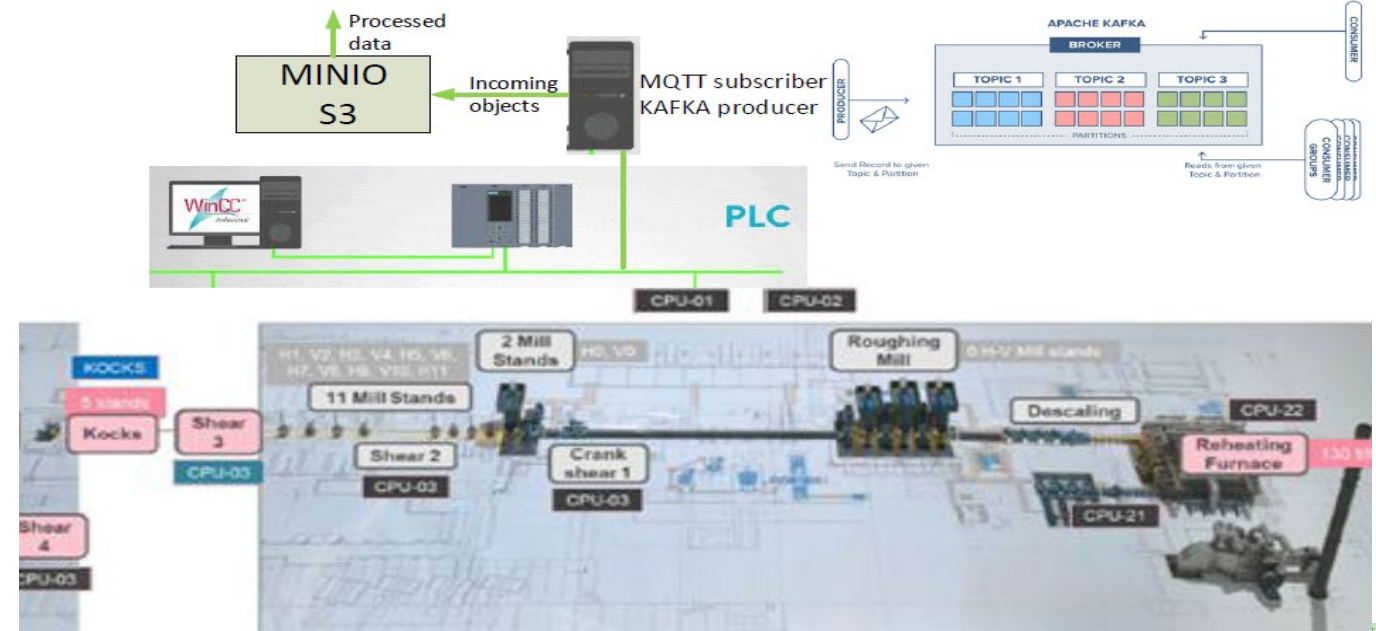 Processed
data
MINIO
S3
Incoming
objects
MQTT subscriber
KAFKA producer
APACHE KAFKA
BROKER
TOPIC 1
TOPIC 2
TOPIC 3
PARTITIONS
PRODUCER
Send Record to given
Topic & Partition
Reads from given
Topic & Partition
CONSUMER
CONSUMER
GROUPS
CONSUMER
CONSUMER
WinCC
Professional
PLC
CPU-01
CPU-02
KOCKS
5 stands
Kocks
Shear
3
CPU-03
Shear
4
CPU-03
H1, V2, H3, V4, H5, V6,
H7, V8, H9, V10, H11
11 Mill Stands
Shear 2
CPU-03
2 Mill
Stands
Crank
shear 1
CPU-03
Roughing
Mill
6 H-V Mill stands
Descaling
CPU-22
Reheating
Furnace
CPU-21